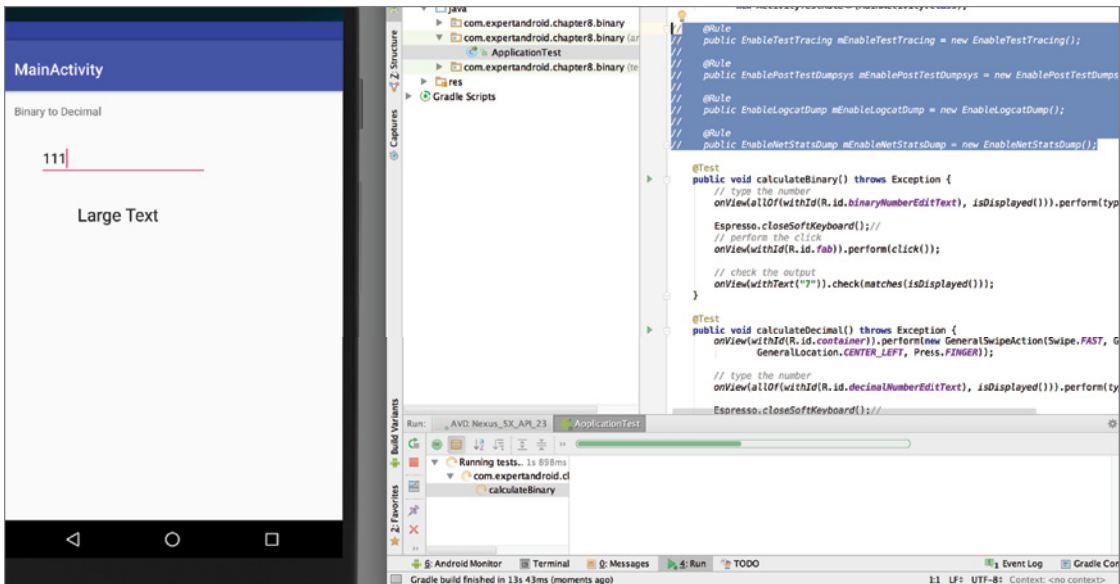 MainActivity
Binary to Decimal
111
Large Text
Z: Structure
Captures
Build Variants
2: Favorites
java
com.expertandroid.chapter8.binary
com.expertandroid.chapter8.binary (ar
ApplicationTest
com.expertandroid.chapter8.binary (te
res
Gradle Scripts
// @Rule
// public EnableTestTracing mEnableTestTracing = new EnableTestTracing();
//
// @Rule
// public EnablePostTestDumpsys mEnablePostTestDumpsys = new EnablePostTestDumps
//
// @Rule
// public EnableLogcatDump mEnableLogcatDump = new EnableLogcatDump();
//
// @Rule
// public EnableNetStatsDump mEnableNetStatsDump = new EnableNetStatsDump();
@Test
public void calculateBinary() throws Exception {
// type the number
onView(allOf(withId(R.id.binaryNumberEditText), isDisplayed())).perform(typ
Espresso.closeSoftKeyboard();//
// perform the click
onView(withId(R.id.fab)).perform(click());
// check the output
onView(withText("7")).check(matches(isDisplayed()));
}
@Test
public void calculateDecimal() throws Exception {
onView(withId(R.id.container)).perform(new GeneralSwipeAction(Swipe.FAST, G
GeneralLocation.CENTER_LEFT, Press.FINGER));
// type the number
onView(allOf(withId(R.id.decimalNumberEditText), isDisplayed())).perform(ty
Espresso.closeSoftKeyboard();//
Run: AVD: Nexus_5X_API_23 ApplicationTest
Running tests... 1s 898ms
com.expertandroid.cl
calculateBinary
6: Android Monitor Terminal 0: Messages 4: Run TODO 1 Event Log Gradle Co
Gradle build finished in 13s 43ms (moments ago) 1:1 LF: UTF-8: Context: <no context>